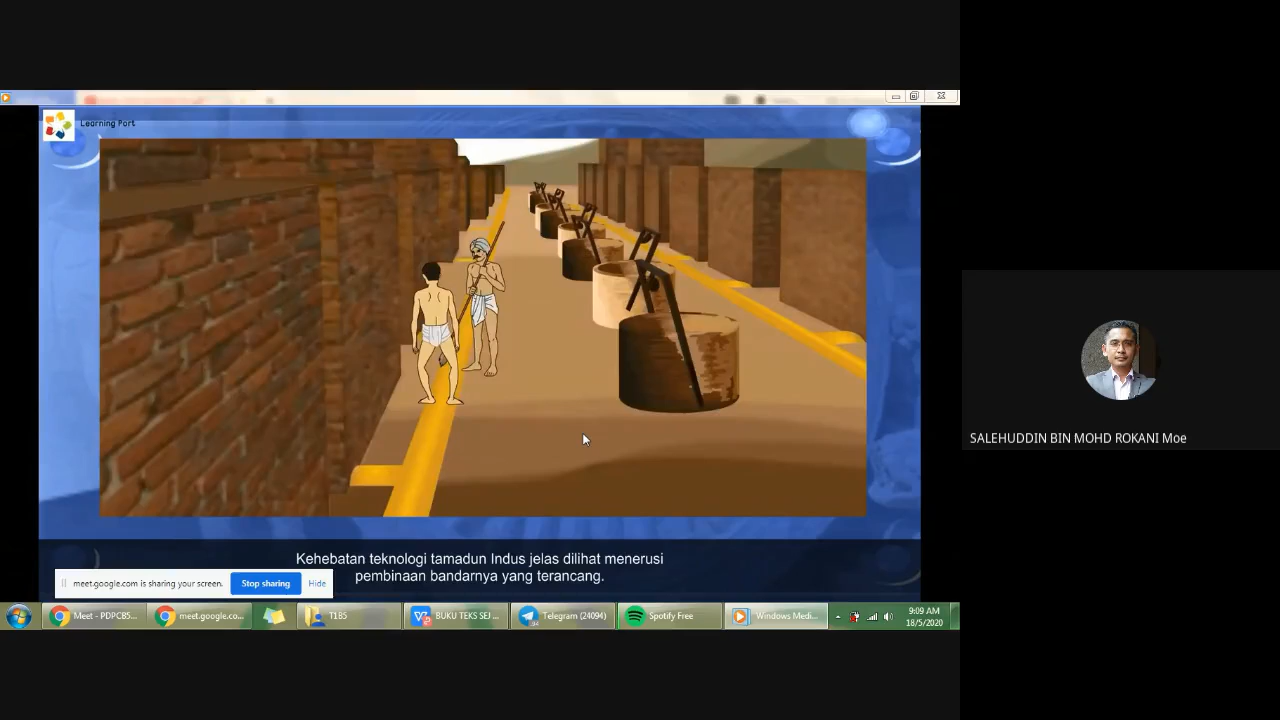 Learning Port
SALEHUDDIN BIN MOHD ROKANI Moe
Kehebatan teknologi tamadun Indus jelas dilihat menerusi
pembinaan bandarnya yang terancang.
meet.google.com is sharing your screen.
Stop sharing
Hide
Meet - PDPCB5...
meet.google.co...
T1B5
BUKU TEKS SEJ ...
Telegram (24094)
Spotify Free
Windows Medi...
9:09 AM
18/5/2020